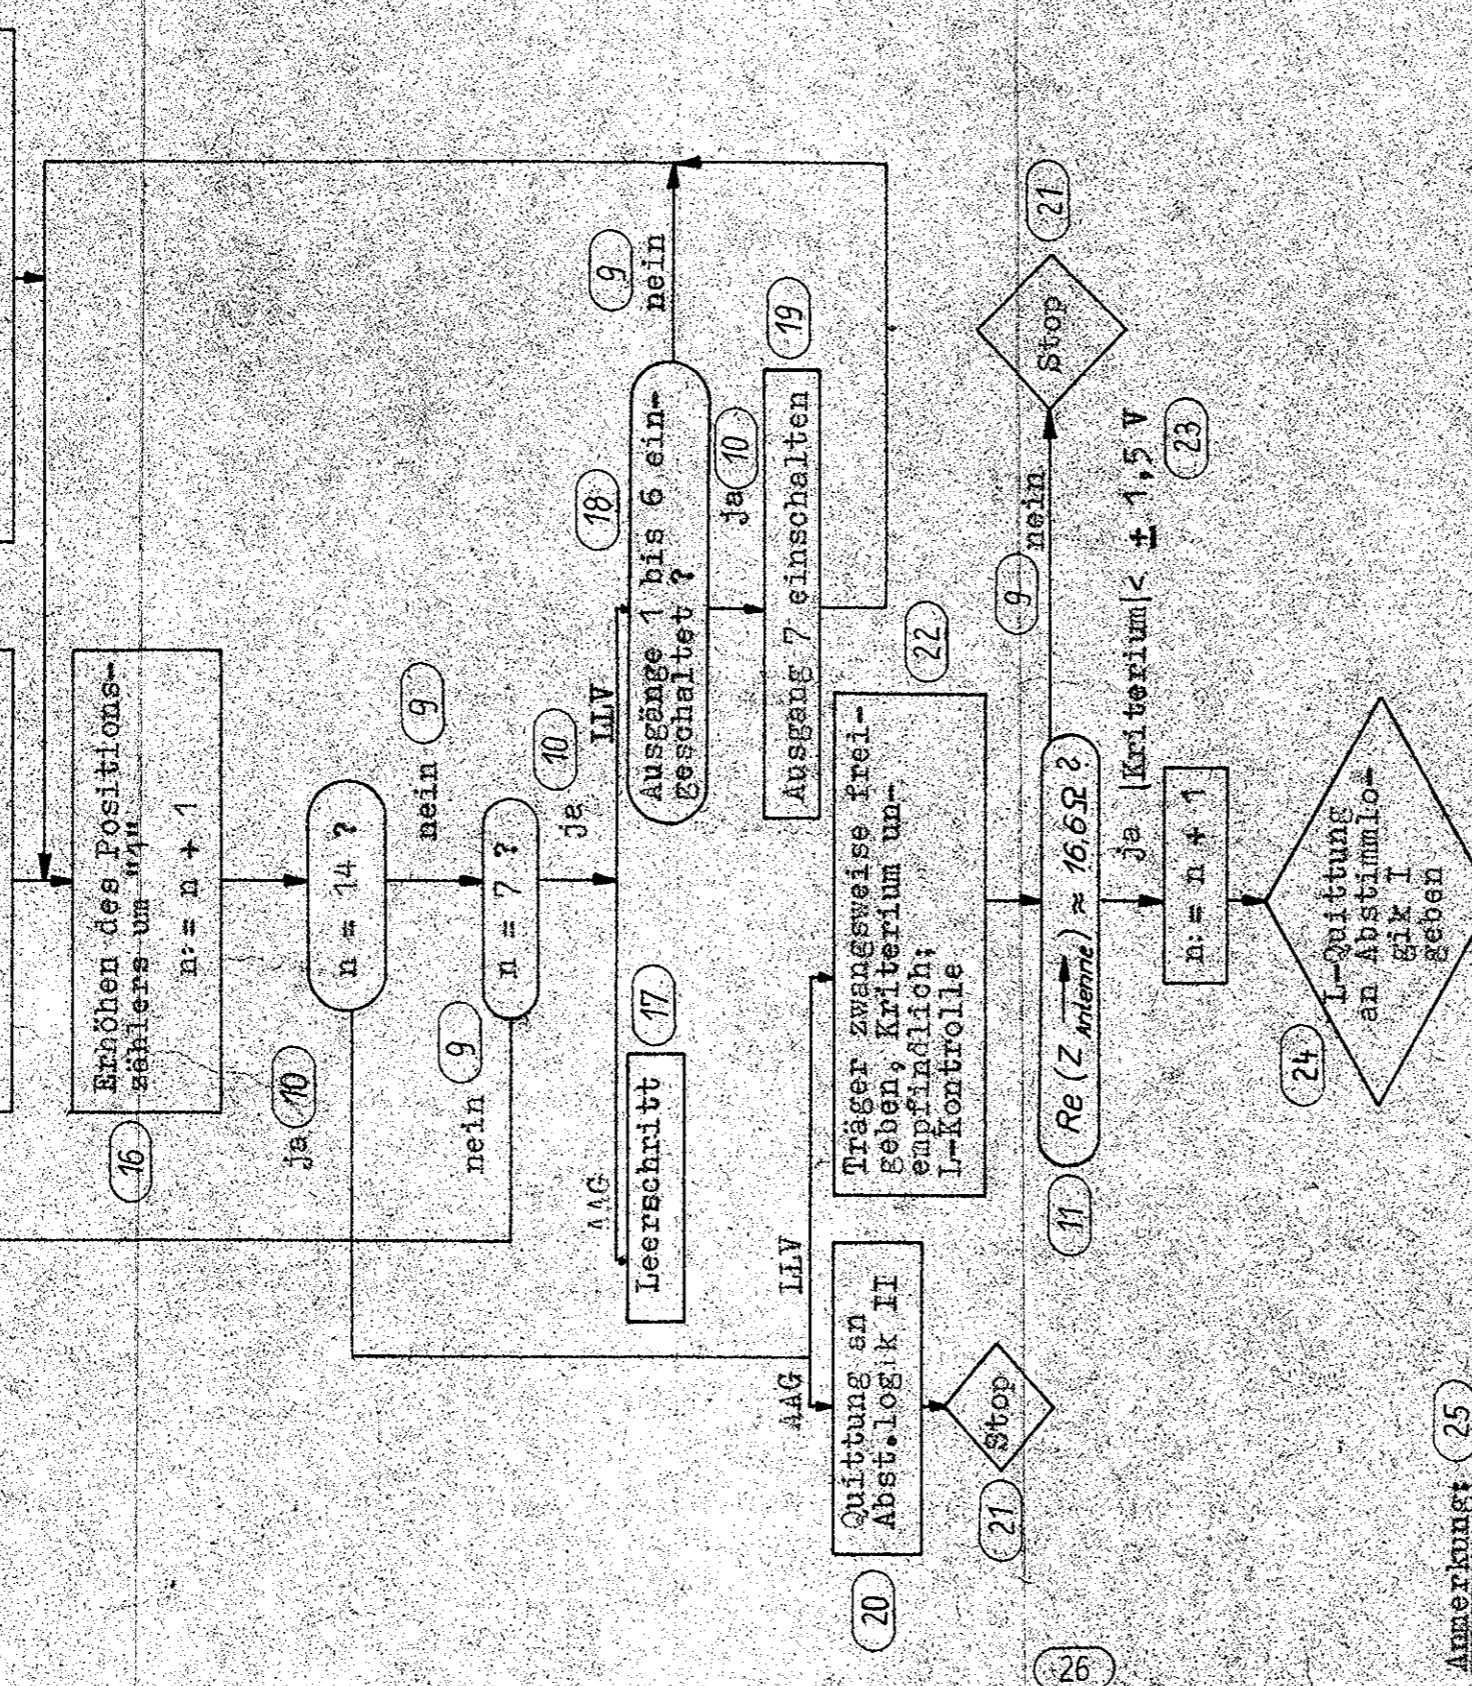 16
Erhöhen des Positions-
zählers um "1"
n:= n + 1
ja 10
n = 14 ?
nein 9
nein 9
n = 7 ?
ja 10
AAG
LLV
Leerschritt
17
18
Ausgänge 1 bis 6 ein-
geschaltet ?
9
nein
ja 10
Ausgang 7 einschalten
19
AAG
LLV
20
Quittung an
Abst.logik II
21
Stop
22
Träger zwangsweise frei-
geben, Kriterium un-
empfindlich;
L-Kontrolle
11
Re (Z Antenne) ≈ 16,6Ω ?
9
nein
Stop
21
ja |Kriterium|< ± 1,5 V
23
n:= n + 1
24
L-Quittung
an Abstimmlo-
gik I
geben
26
Anmerkung: 25